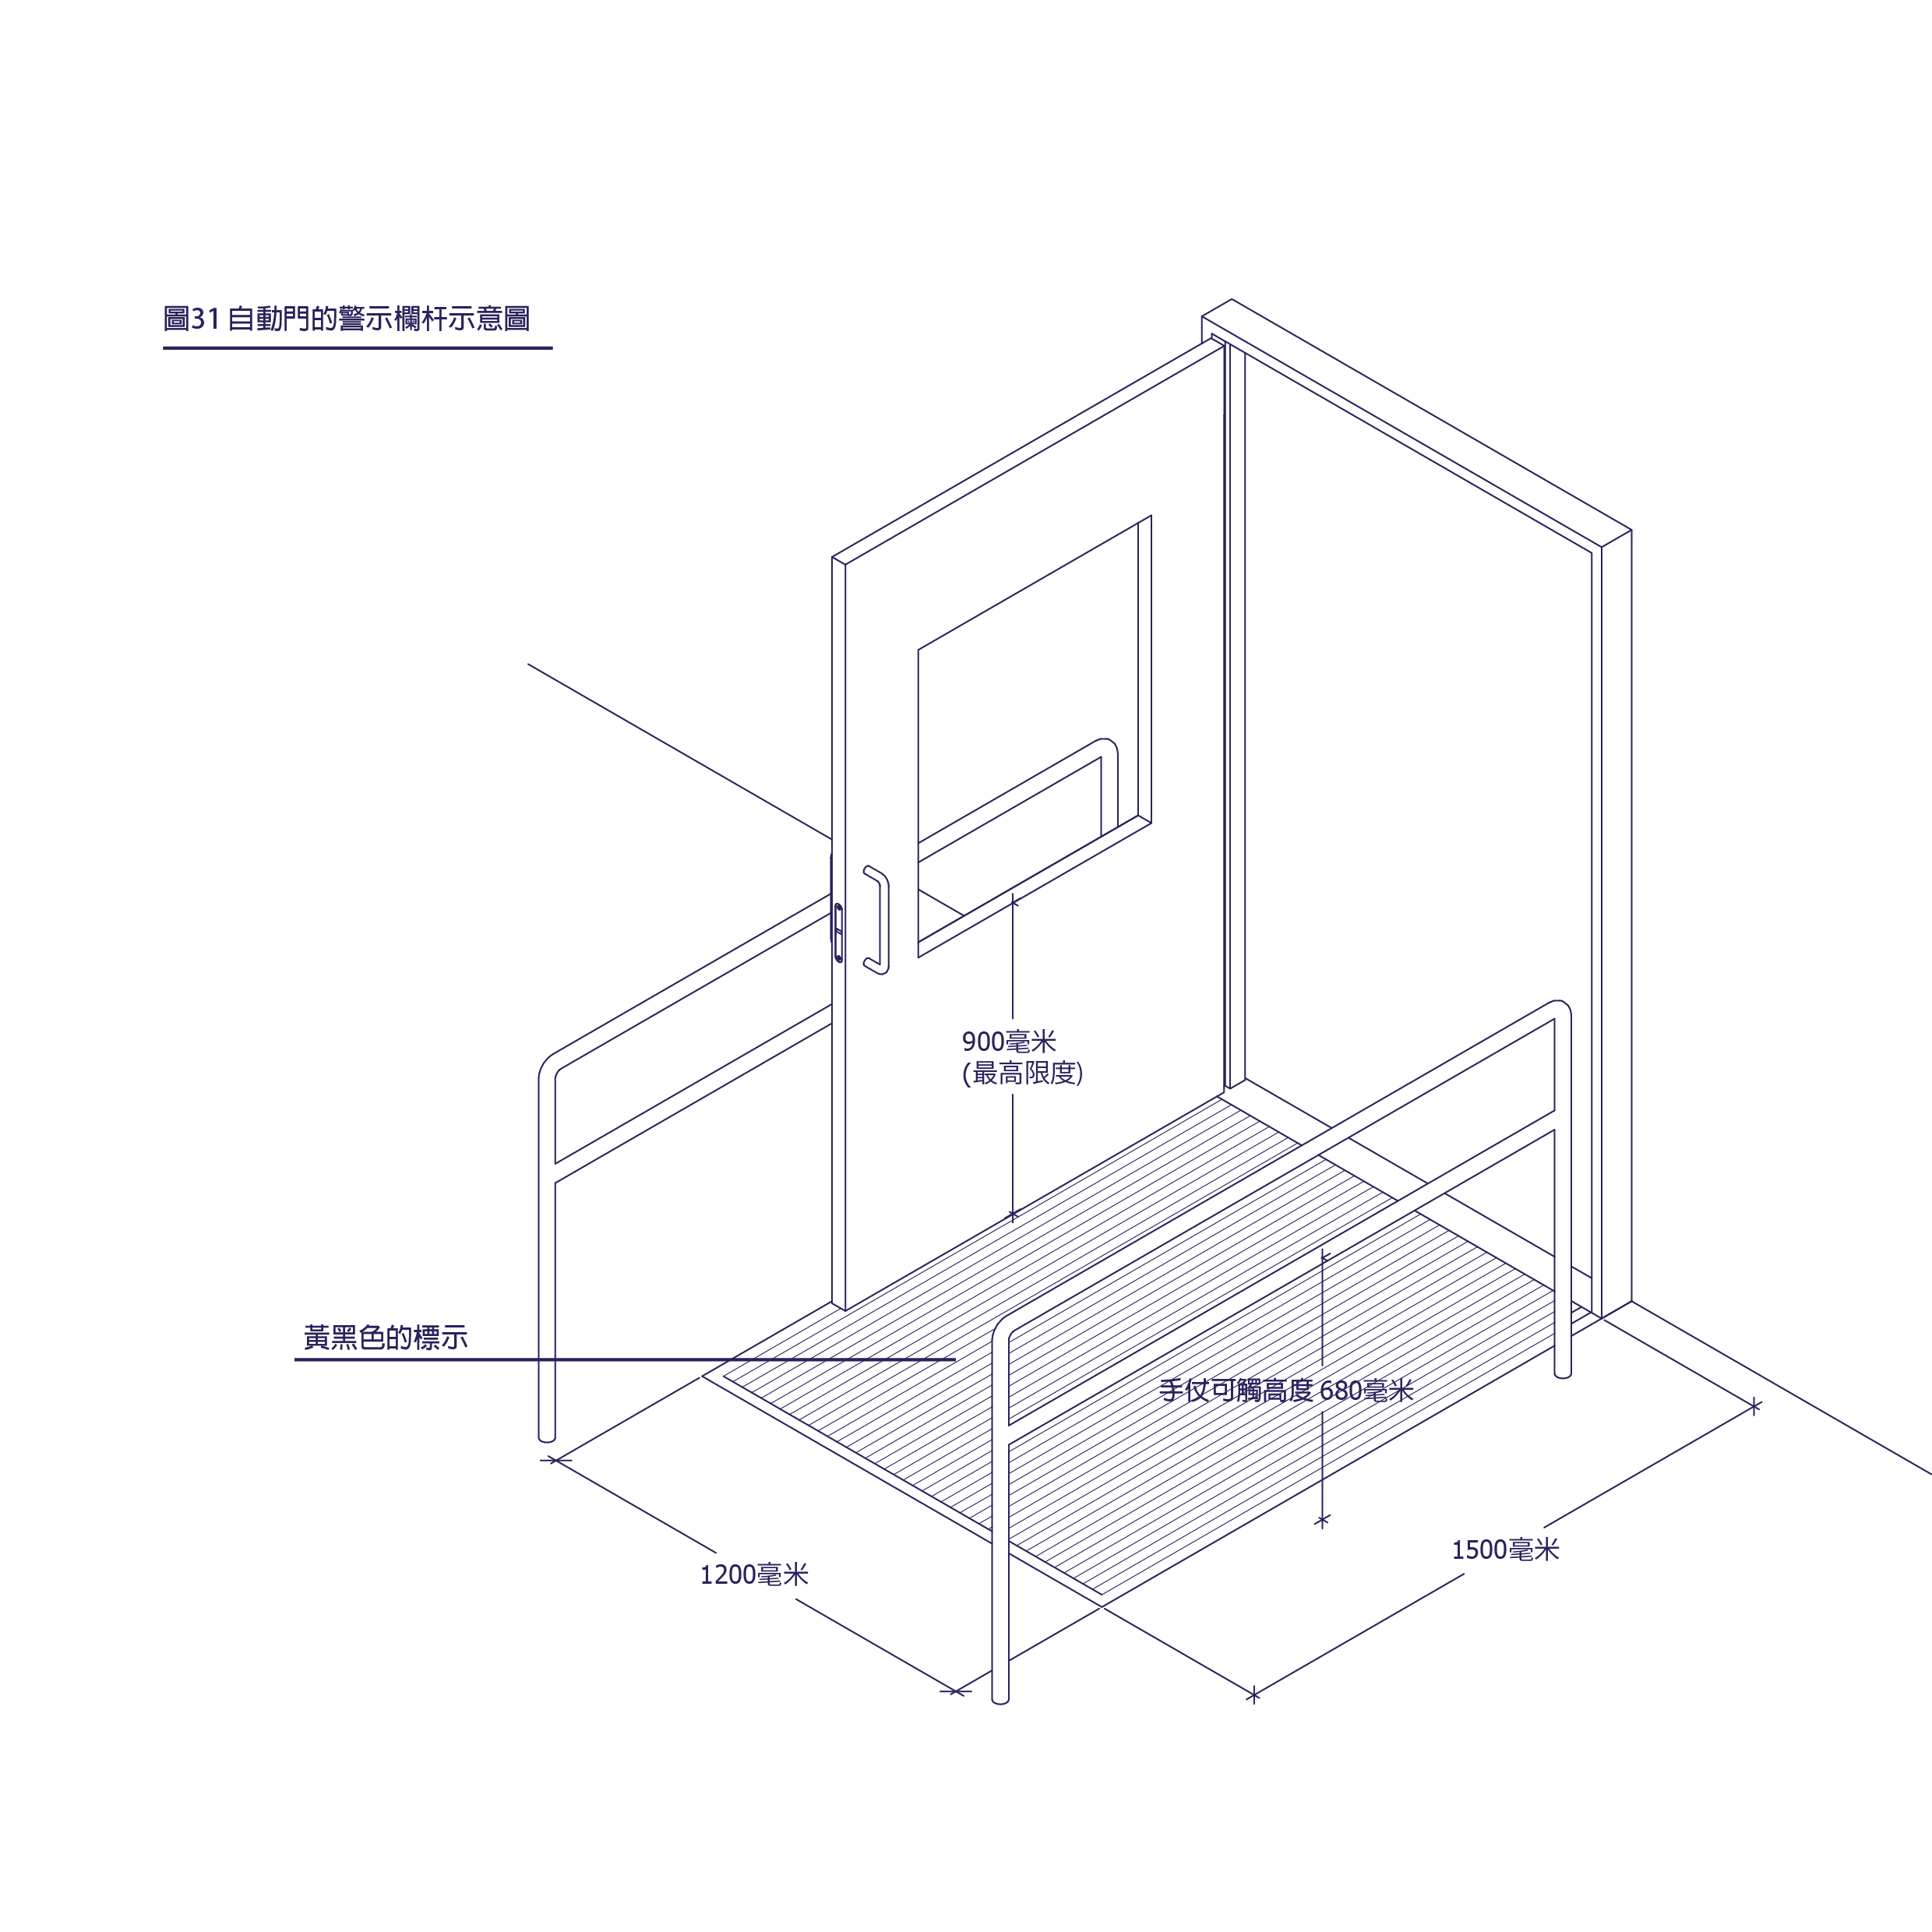 圖31 自動門的警示欄杆示意圖
900毫米
(最高限度)
黃黑色的標示
手仗可觸高度 680毫米
1500毫米
1200毫米